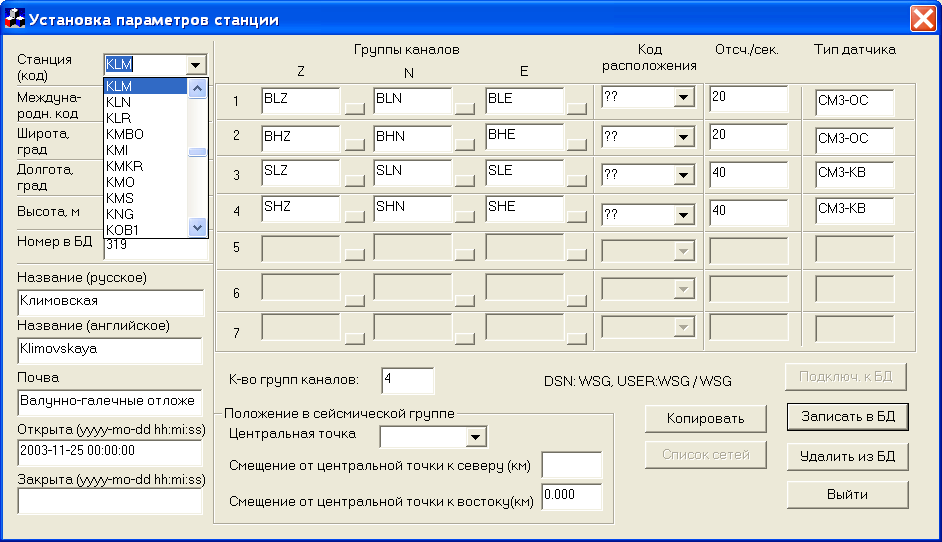 Установка параметров станции
Станция
(код)
KLM
KLM
KLN
KLR
KMBO
KMI
KMKR
KMO
KMS
KNG
KOB1
Междуна-
родн. код
Широта,
град
Долгота,
град
Высота, м
Номер в БД
319
Название (русское)
Климовская
Название (английское)
Klimovskaya
Почва
Валунно-галечные отложе
Открыта (yyyy-mo-dd hh:mi:ss)
2003-11-25 00:00:00
Закрыта (yyyy-mo-dd hh:mi:ss)
Группы каналов
Z N E
Код
расположения
Отсч./сек.
Тип датчика
1 BLZ BLN BLE ?? 20 СМ3-ОС
2 BHZ BHN BHE ?? 20 СМ3-ОС
3 SLZ SLN SLE ?? 40 СМ3-КВ
4 SHZ SHN SHE ?? 40 СМ3-КВ
5
6
7
К-во групп каналов: 4
DSN: WSG, USER:WSG / WSG
Положение в сейсмической группе
Центральная точка
Смещение от центральной точки к северу (км)
Смещение от центральной точки к востоку(км) 0.000
Копировать
Список сетей
Подключ. к БД
Записать в БД
Удалить из БД
Выйти